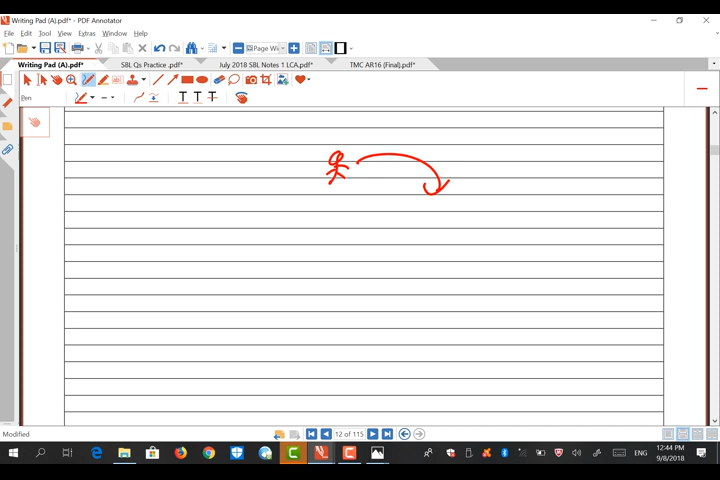 Writing Pad (A).pdf* - PDF Annotator
File Edit Tool View Extras Window Help
Page Wi
Writing Pad (A).pdf* SBL Qs Practice .pdf* July 2018 SBL Notes 1 LCA.pdf* TMC AR16 (Final).pdf*
Pen
12 of 115
Modified
ENG
12:44 PM
9/8/2018